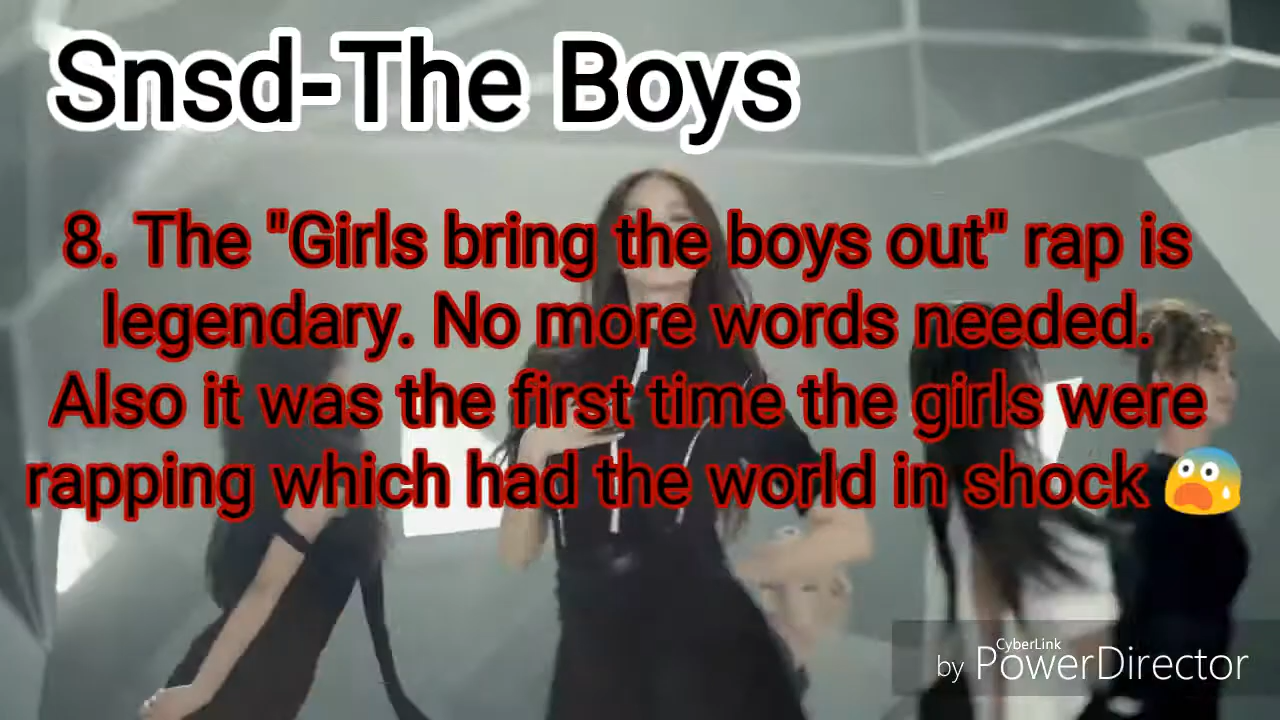 Snsd-The Boys
8. The "Girls bring the boys out" rap is
legendary. No more words needed.
Also it was the first time the girls were
rapping which had the world in shock 😨
CyberLink
by PowerDirector